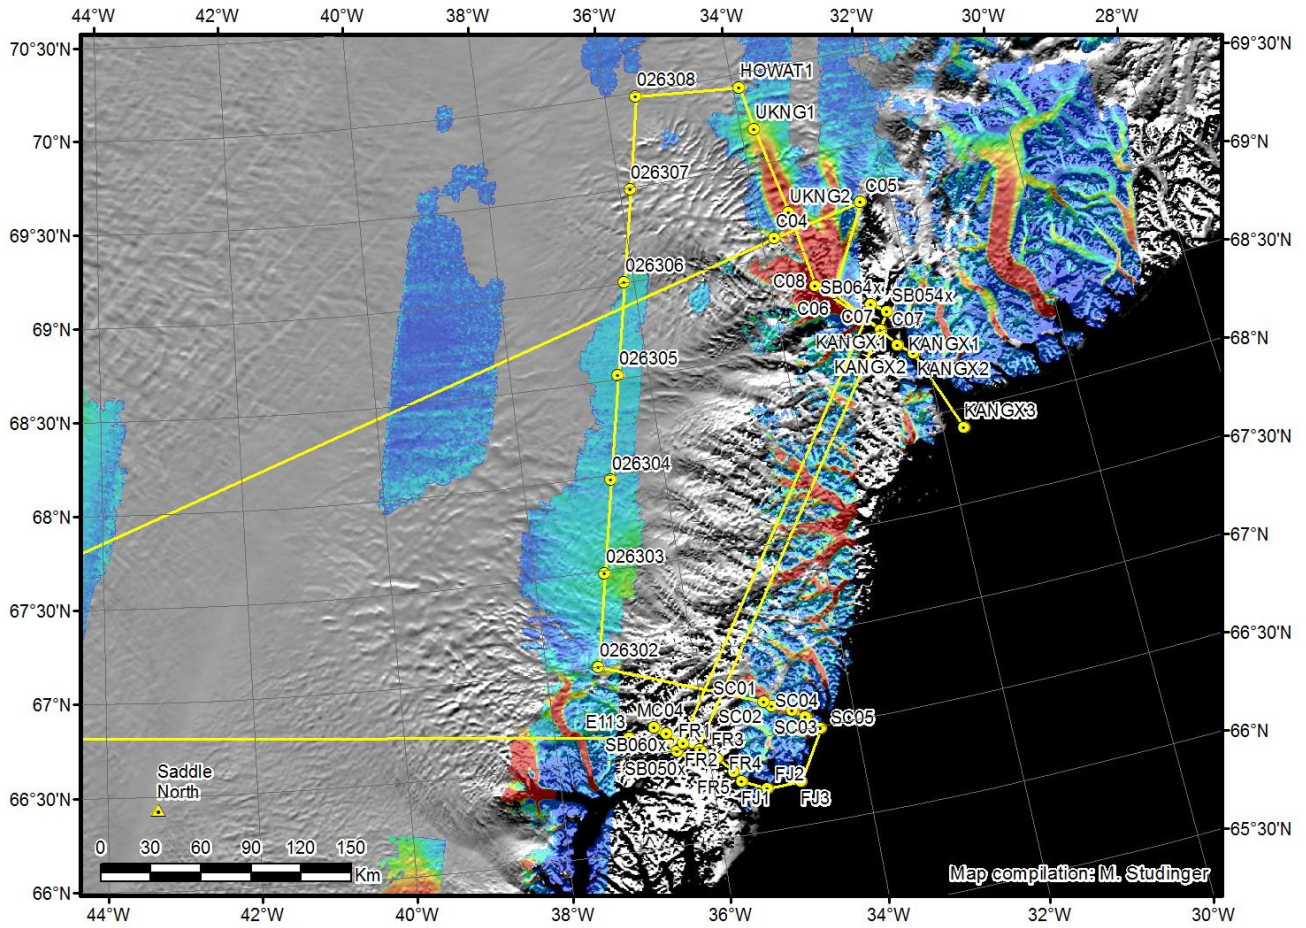 44°W 42°W 40°W 38°W 36°W 34°W 32°W 30°W 28°W
70°30'N
69°30'N
026308
HOWAT1
UKNG1
70°N
69°N
026307
UKNG2
C05
C04
69°30'N
68°30'N
026306
C08
SB064x
SB054x
C06
C07
C07
69°N
68°N
KANGX1
KANGX1
026305
KANGX2
KANGX2
KANGX3
68°30'N
67°30'N
026304
68°N
67°N
026303
67°30'N
66°30'N
026302
SC01
SC04
67°N
MC04
SC02
SC05
66°N
E113
FR1
SC03
SB060x
FR3
FR2
SB050x
FR4
FJ2
Saddle
North
FR5
FJ1
FJ3
66°30'N
65°30'N
0 30 60 90 120 150
Km
Map compilation: M. Studinger
66°N
44°W 42°W 40°W 38°W 36°W 34°W 32°W 30°W